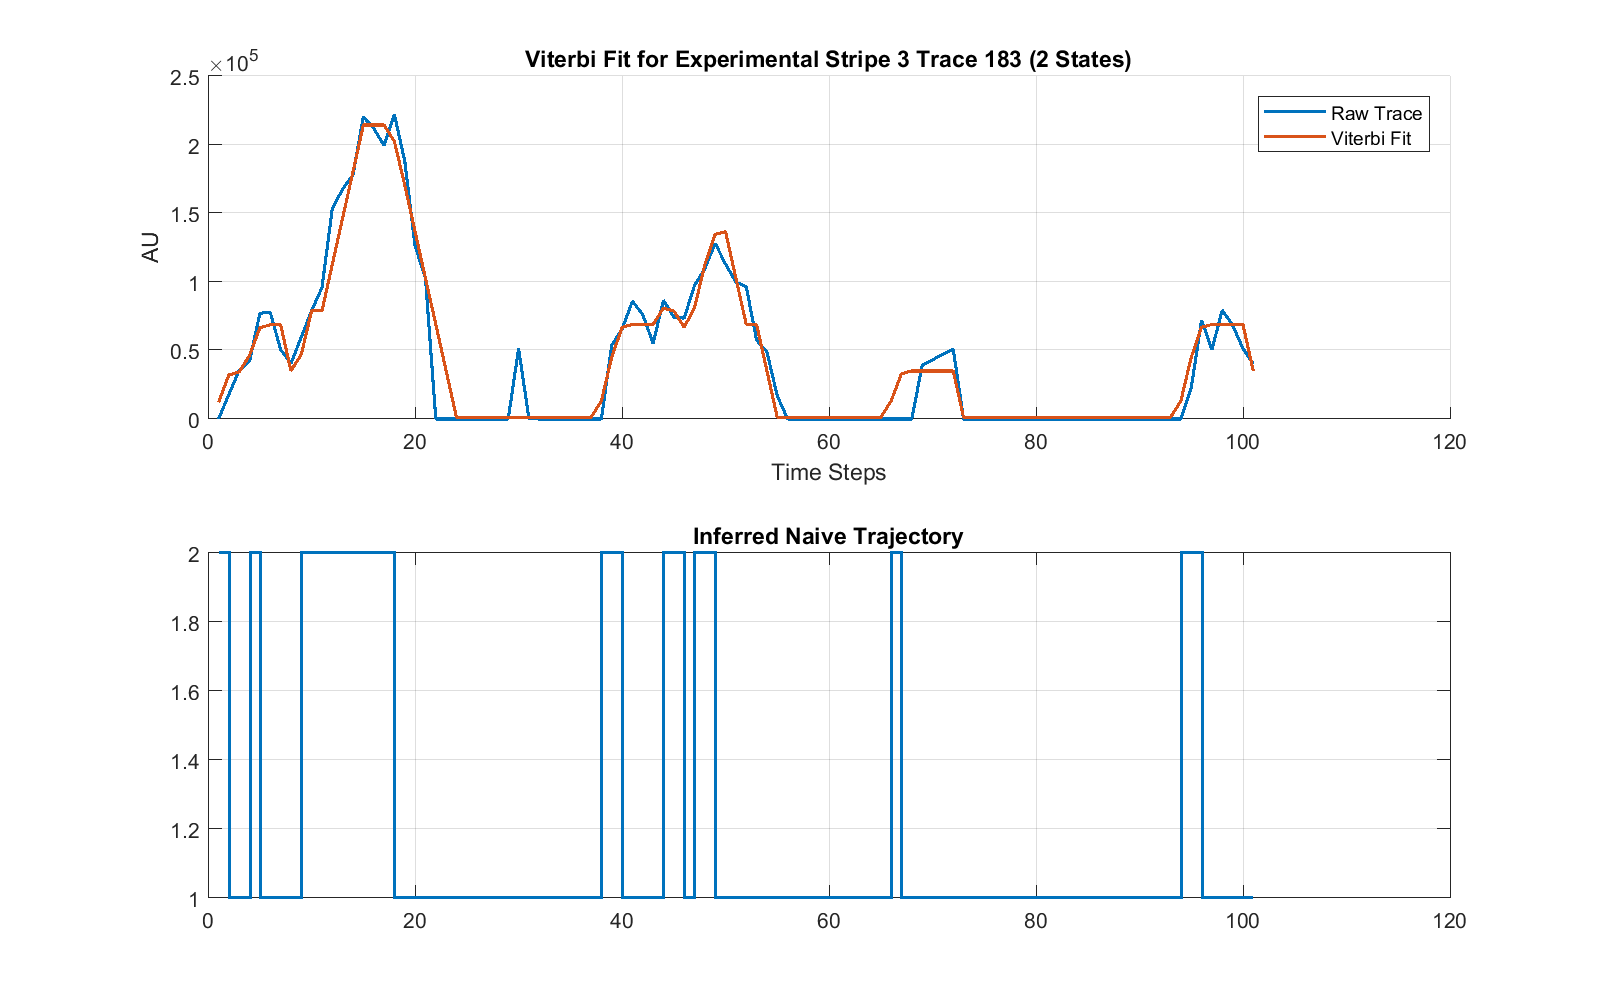 Viterbi Fit for Experimental Stripe 3 Trace 183 (2 States)
×10^5
2.5
2
1.5
1
0.5
0
AU
Raw Trace
Viterbi Fit
0 20 40 60 80 100 120
Time Steps
Inferred Naive Trajectory
2
1.8
1.6
1.4
1.2
1
0 20 40 60 80 100 120